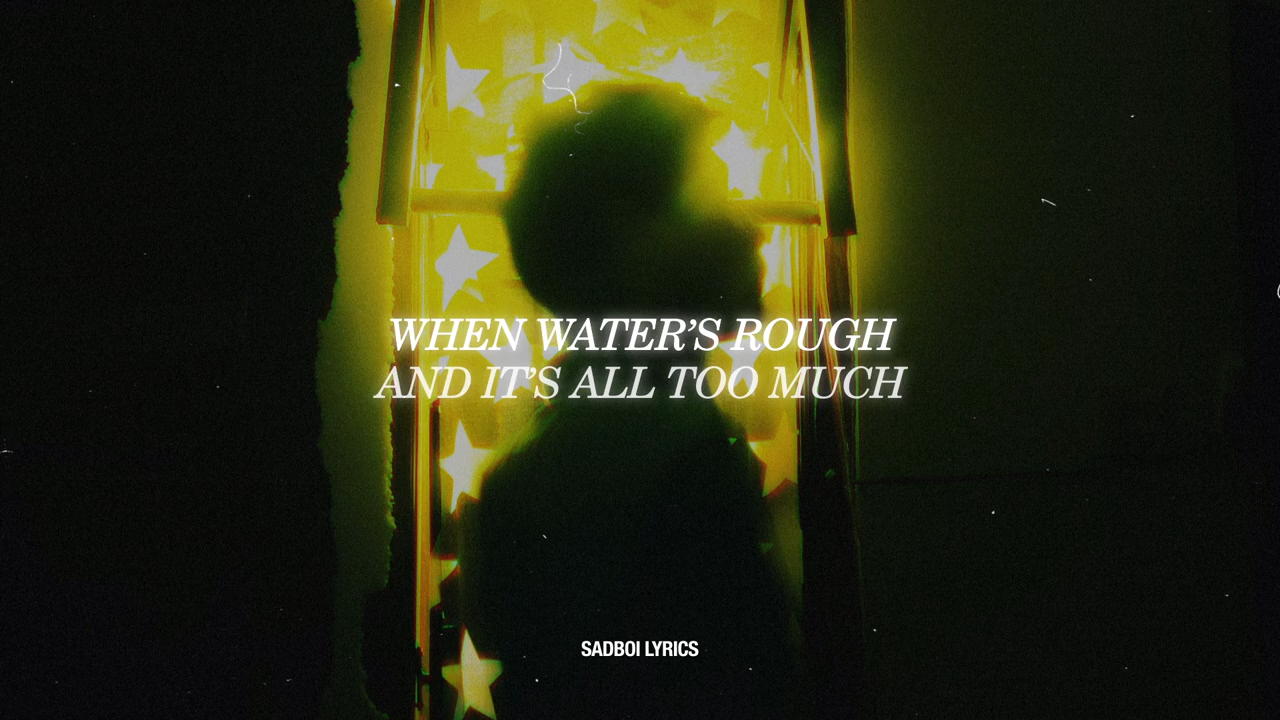 WHEN WATER’S ROUGH
AND IT’S ALL TOO MUCH
SADBOI LYRICS